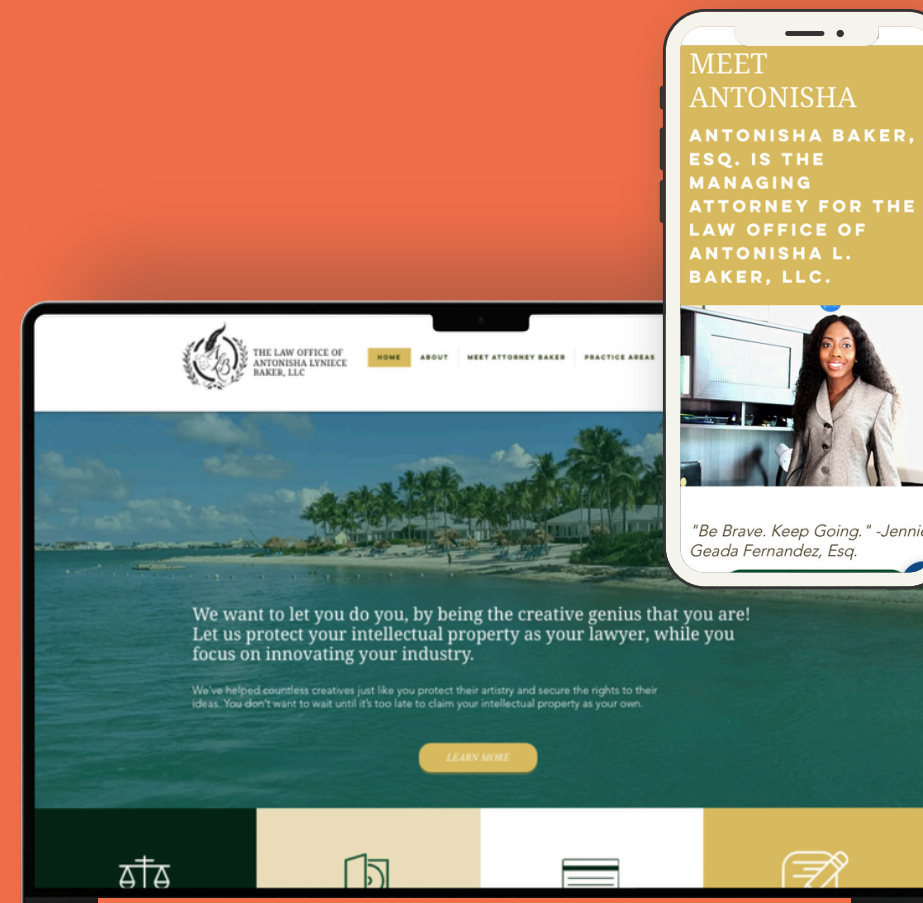 MEET
ANTONISHA
ANTONISHA BAKER,
ESQ. IS THE
MANAGING
ATTORNEY FOR THE
LAW OFFICE OF
ANTONISHA L.
BAKER, LLC.
"Be Brave. Keep Going." -Jennie
Geada Fernandez, Esq.
THE LAW OFFICE OF
ANTONISHA LYNIECE
BAKER, LLC
HOME ABOUT MEET ATTORNEY BAKER PRACTICE AREAS
We want to let you do you, by being the creative genius that you are!
Let us protect your intellectual property as your lawyer, while you
focus on innovating your industry.
We've helped countless creatives just like you protect their artistry and secure the rights to their
ideas. You don't want to wait until it's too late to claim your intellectual property as your own.
LEARN MORE